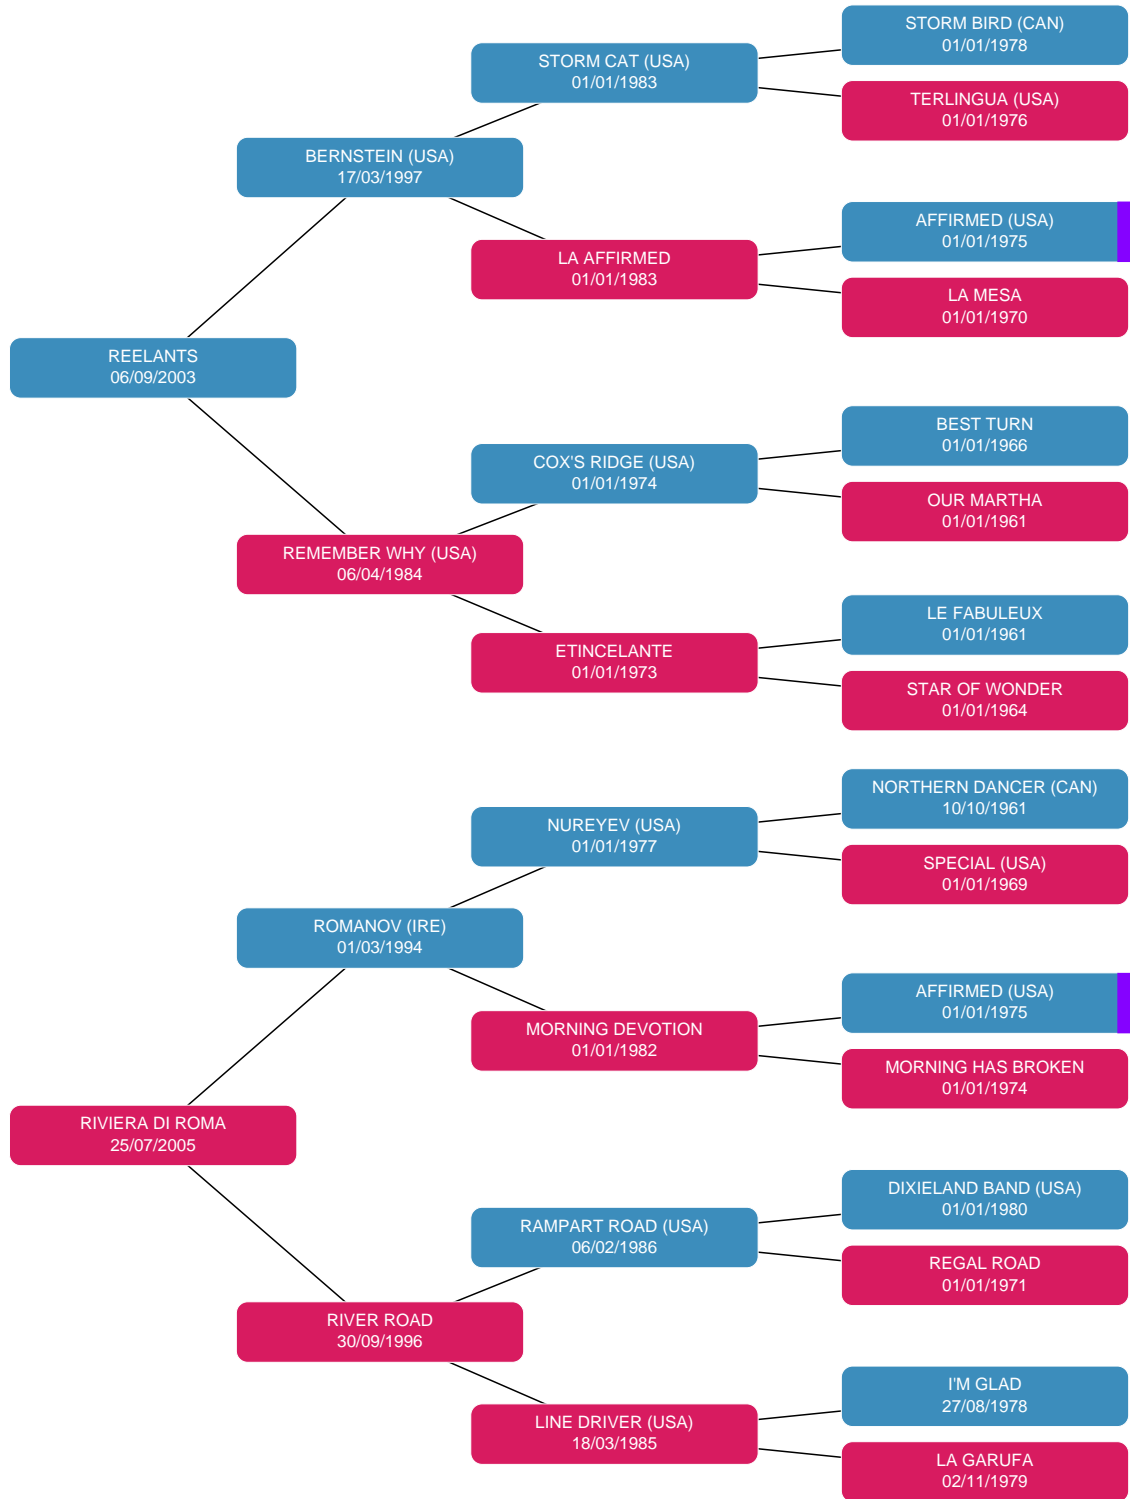 STORM BIRD (CAN)
01/01/1978
STORM CAT (USA)
01/01/1983
TERLINGUA (USA)
01/01/1976
BERNSTEIN (USA)
17/03/1997
AFFIRMED (USA)
01/01/1975
LA AFFIRMED
01/01/1983
LA MESA
01/01/1970
REELANTS
06/09/2003
BEST TURN
01/01/1966
COX'S RIDGE (USA)
01/01/1974
OUR MARTHA
01/01/1961
REMEMBER WHY (USA)
06/04/1984
LE FABULEUX
01/01/1961
ETINCELANTE
01/01/1973
STAR OF WONDER
01/01/1964
NORTHERN DANCER (CAN)
10/10/1961
NUREYEV (USA)
01/01/1977
SPECIAL (USA)
01/01/1969
ROMANOV (IRE)
01/03/1994
AFFIRMED (USA)
01/01/1975
MORNING DEVOTION
01/01/1982
MORNING HAS BROKEN
01/01/1974
RIVIERA DI ROMA
25/07/2005
DIXIELAND BAND (USA)
01/01/1980
RAMPART ROAD (USA)
06/02/1986
REGAL ROAD
01/01/1971
RIVER ROAD
30/09/1996
I'M GLAD
27/08/1978
LINE DRIVER (USA)
18/03/1985
LA GARUFA
02/11/1979